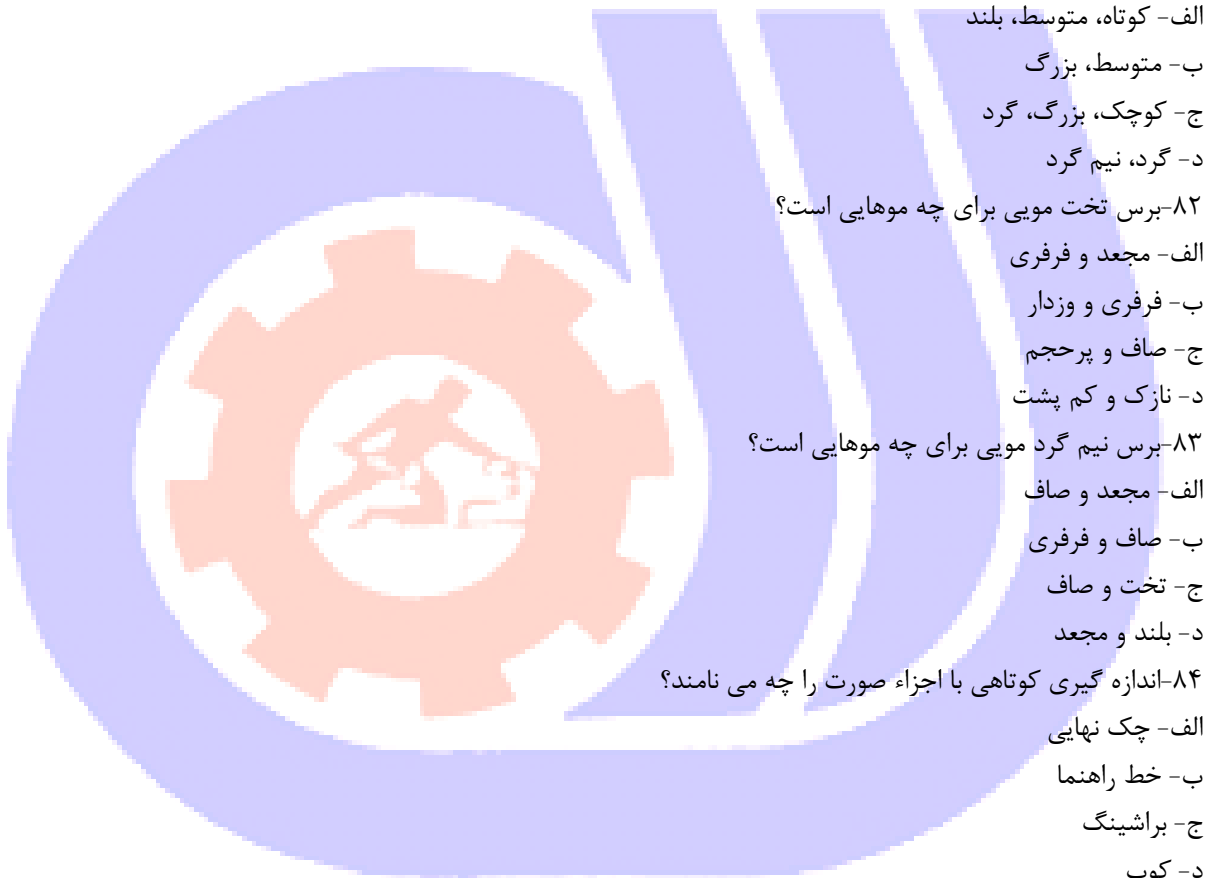 الف- کوتاه، متوسط، بلند
ب- متوسط، بزرگ
ج- کوچک، بزرگ، گرد
د- گرد، نیم گرد
۸۲-برس تخت مویی برای چه موهایی است؟
الف- مجعد و فرفری
ب- فرفری و وزدار
ج- صاف و پرحجم
د- نازک و کم پشت
۸۳-برس نیم گرد مویی برای چه موهایی است؟
الف- مجعد و صاف
ب- صاف و فرفری
ج- تخت و صاف
د- بلند و مجعد
۸۴-اندازه گیری کوتاهی با اجزاء صورت را چه می نامند؟
الف- چک نهایی
ب- خط راهنما
ج- براشینگ
د- کوپ